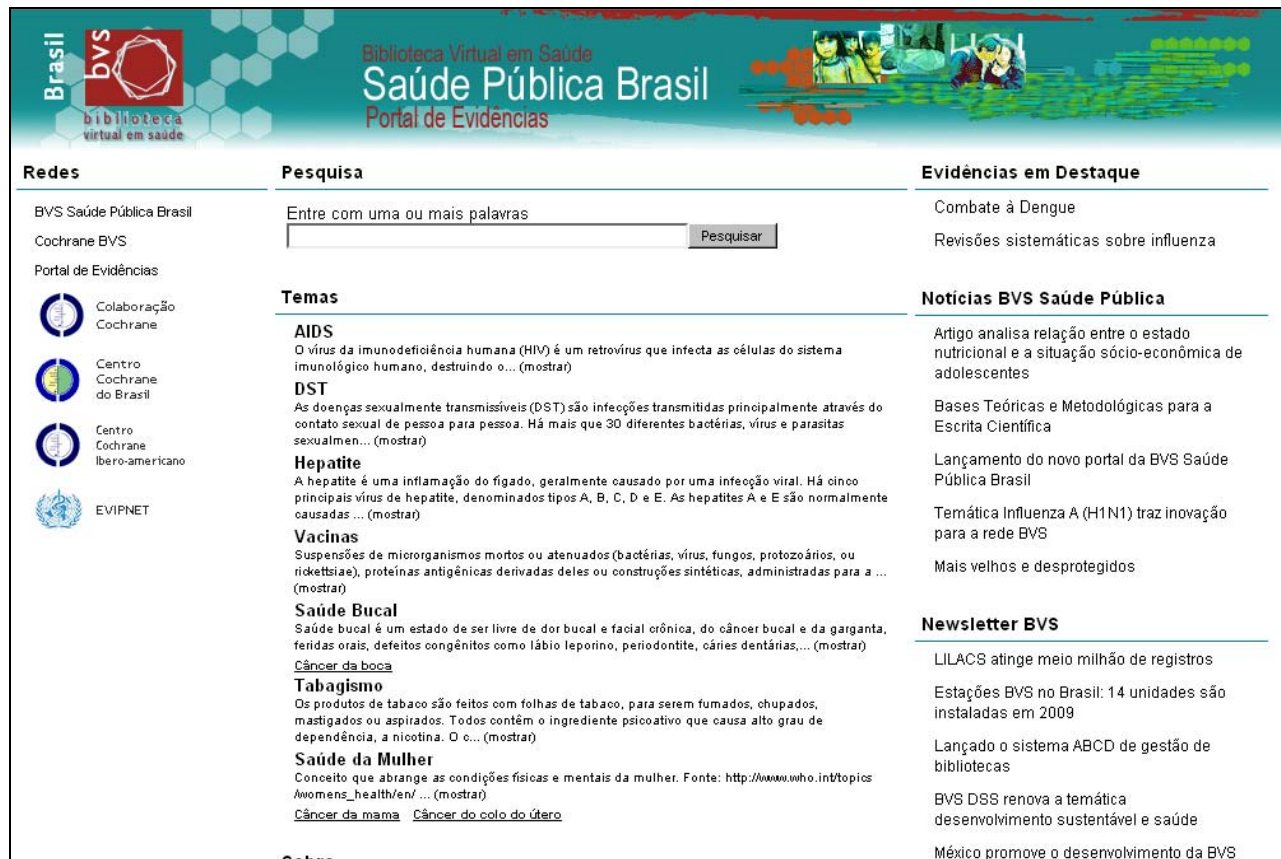 Brasil
bvs
biblioteca
virtual em saúde
Biblioteca Virtual em Saúde
Saúde Pública Brasil
Portal de Evidências
Redes
BVS Saúde Pública Brasil
Cochrane BVS
Portal de Evidências
Colaboração
Cochrane
Centro
Cochrane
do Brasil
Centro
Cochrane
Ibero-americano
EVIPNET
Pesquisa
Entre com uma ou mais palavras
Pesquisar
Temas
AIDS
O vírus da imunodeficiência humana (HIV) é um retrovírus que infecta as células do sistema
imunológico humano, destruindo o... (mostrar)
DST
As doenças sexualmente transmissíveis (DST) são infecções transmitidas principalmente através do
contato sexual de pessoa para pessoa. Há mais que 30 diferentes bactérias, vírus e parasitas
sexualmen... (mostrar)
Hepatite
A hepatite é uma inflamação do fígado, geralmente causado por uma infecção viral. Há cinco
principais vírus de hepatite, denominados tipos A, B, C, D e E. As hepatites A e E são normalmente
causadas ... (mostrar)
Vacinas
Suspensões de microrganismos mortos ou atenuados (bactérias, vírus, fungos, protozoários, ou
rickettsiae), proteínas antigênicas derivadas deles ou construções sintéticas, administradas para a ...
(mostrar)
Saúde Bucal
Saúde bucal é um estado de ser livre de dor bucal e facial crônica, do câncer bucal e da garganta,
feridas orais, defeitos congênitos como lábio leporino, periodontite, cáries dentárias,... (mostrar)
Câncer da boca
Tabagismo
Os produtos de tabaco são feitos com folhas de tabaco, para serem fumados, chupados,
mastigados ou aspirados. Todos contêm o ingrediente psicoativo que causa alto grau de
dependência, a nicotina. O c... (mostrar)
Saúde da Mulher
Conceito que abrange as condições físicas e mentais da mulher. Fonte: http://www.who.int/topics
/womens_health/en/ ... (mostrar)
Câncer da mama Câncer do colo do útero
Sobre
Evidências em Destaque
Combate à Dengue
Revisões sistemáticas sobre influenza
Notícias BVS Saúde Pública
Artigo analisa relação entre o estado
nutricional e a situação sócio-econômica de
adolescentes
Bases Teóricas e Metodológicas para a
Escrita Científica
Lançamento do novo portal da BVS Saúde
Pública Brasil
Temática Influenza A (H1N1) traz inovação
para a rede BVS
Mais velhos e desprotegidos
Newsletter BVS
LILACS atinge meio milhão de registros
Estações BVS no Brasil: 14 unidades são
instaladas em 2009
Lançado o sistema ABCD de gestão de
bibliotecas
BVS DSS renova a temática
desenvolvimento sustentável e saúde
México promove o desenvolvimento da BVS